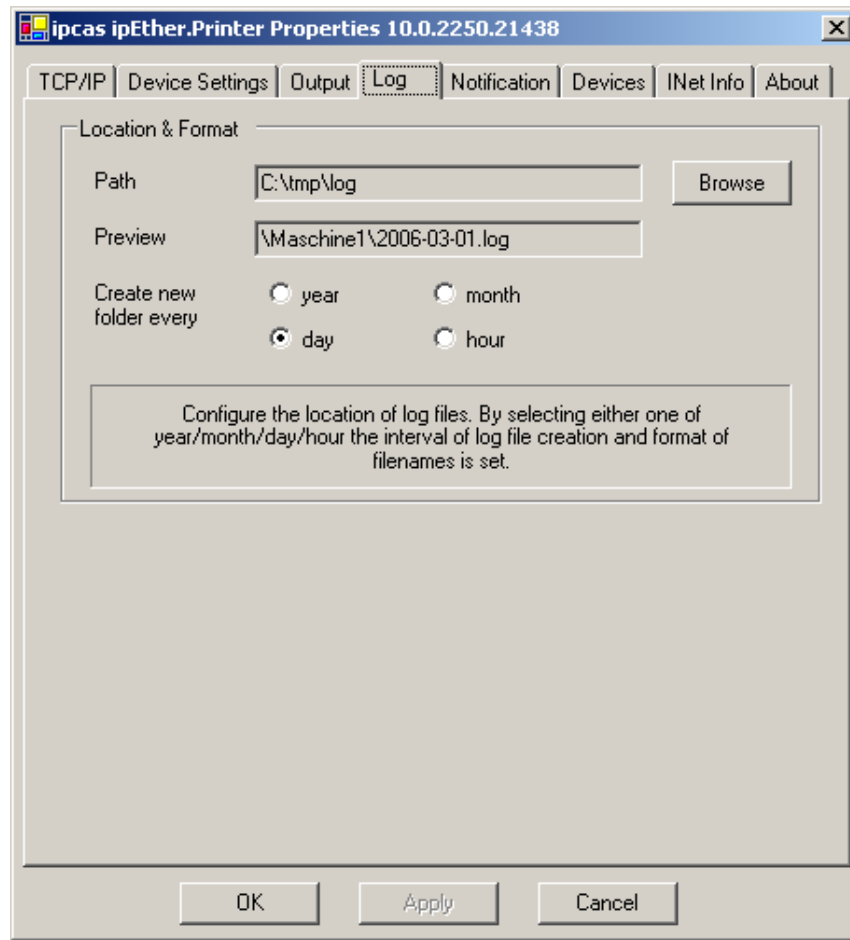 ipcas ipEther.Printer Properties 10.0.2250.21438
TCP/IP Device Settings Output Log Notification Devices INet Info About
Location & Format
Path C:\tmp\log Browse
Preview \Maschine1\2006-03-01.log
Create new
folder every
year month
day hour
Configure the location of log files. By selecting either one of
year/month/day/hour the interval of log file creation and format of
filenames is set.
OK Apply Cancel